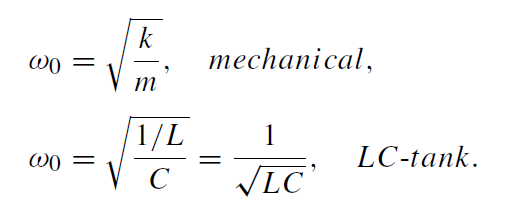 ω₀ = √(k/m), mechanical,
ω₀ = √((1/L)/C) = 1/√(LC), LC-tank.